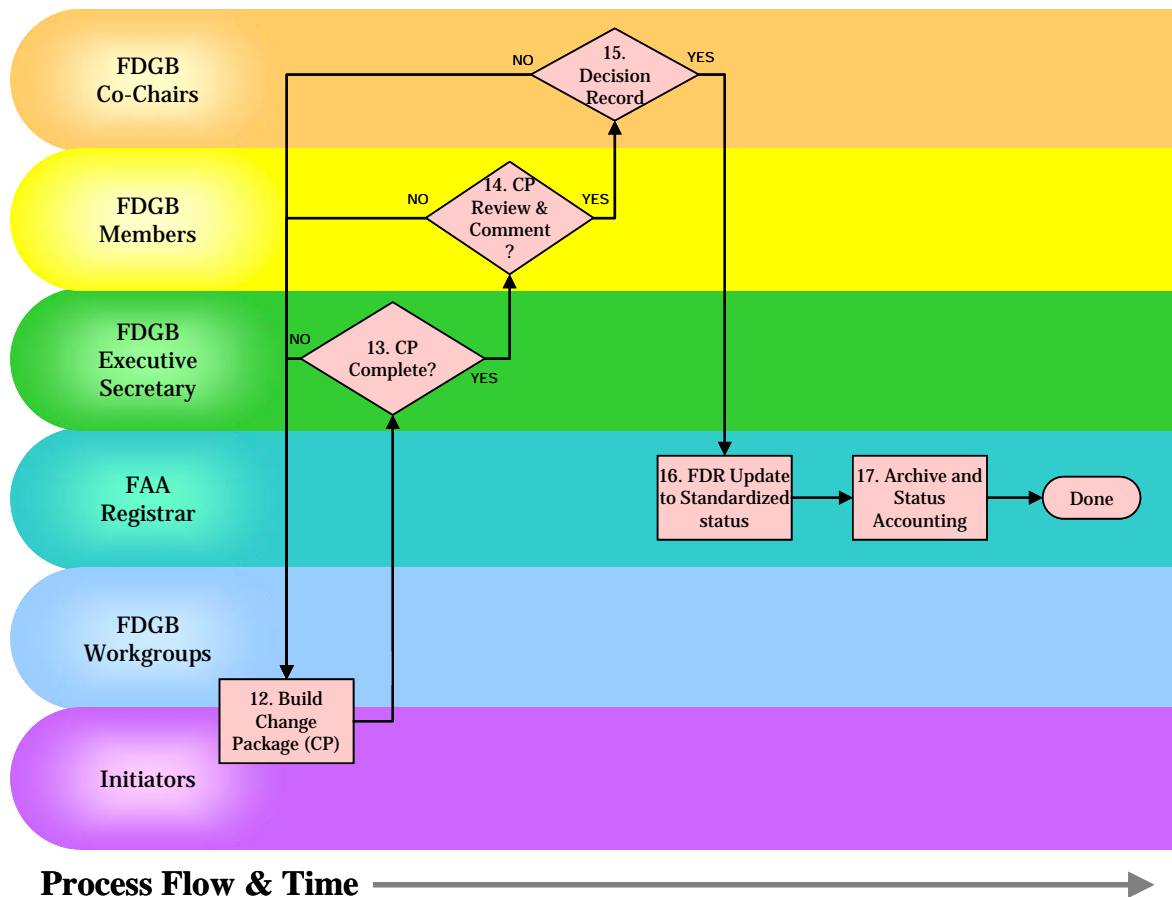 FDGB
Co-Chairs
NO
15.
Decision
Record
YES
FDGB
Members
NO
14. CP
Review &
Comment
?
YES
FDGB
Executive
Secretary
NO
13. CP
Complete?
YES
FAA
Registrar
16. FDR Update
to Standardized
status
17. Archive and
Status
Accounting
Done
FDGB
Workgroups
12. Build
Change
Package (CP)
Initiators
Process Flow & Time